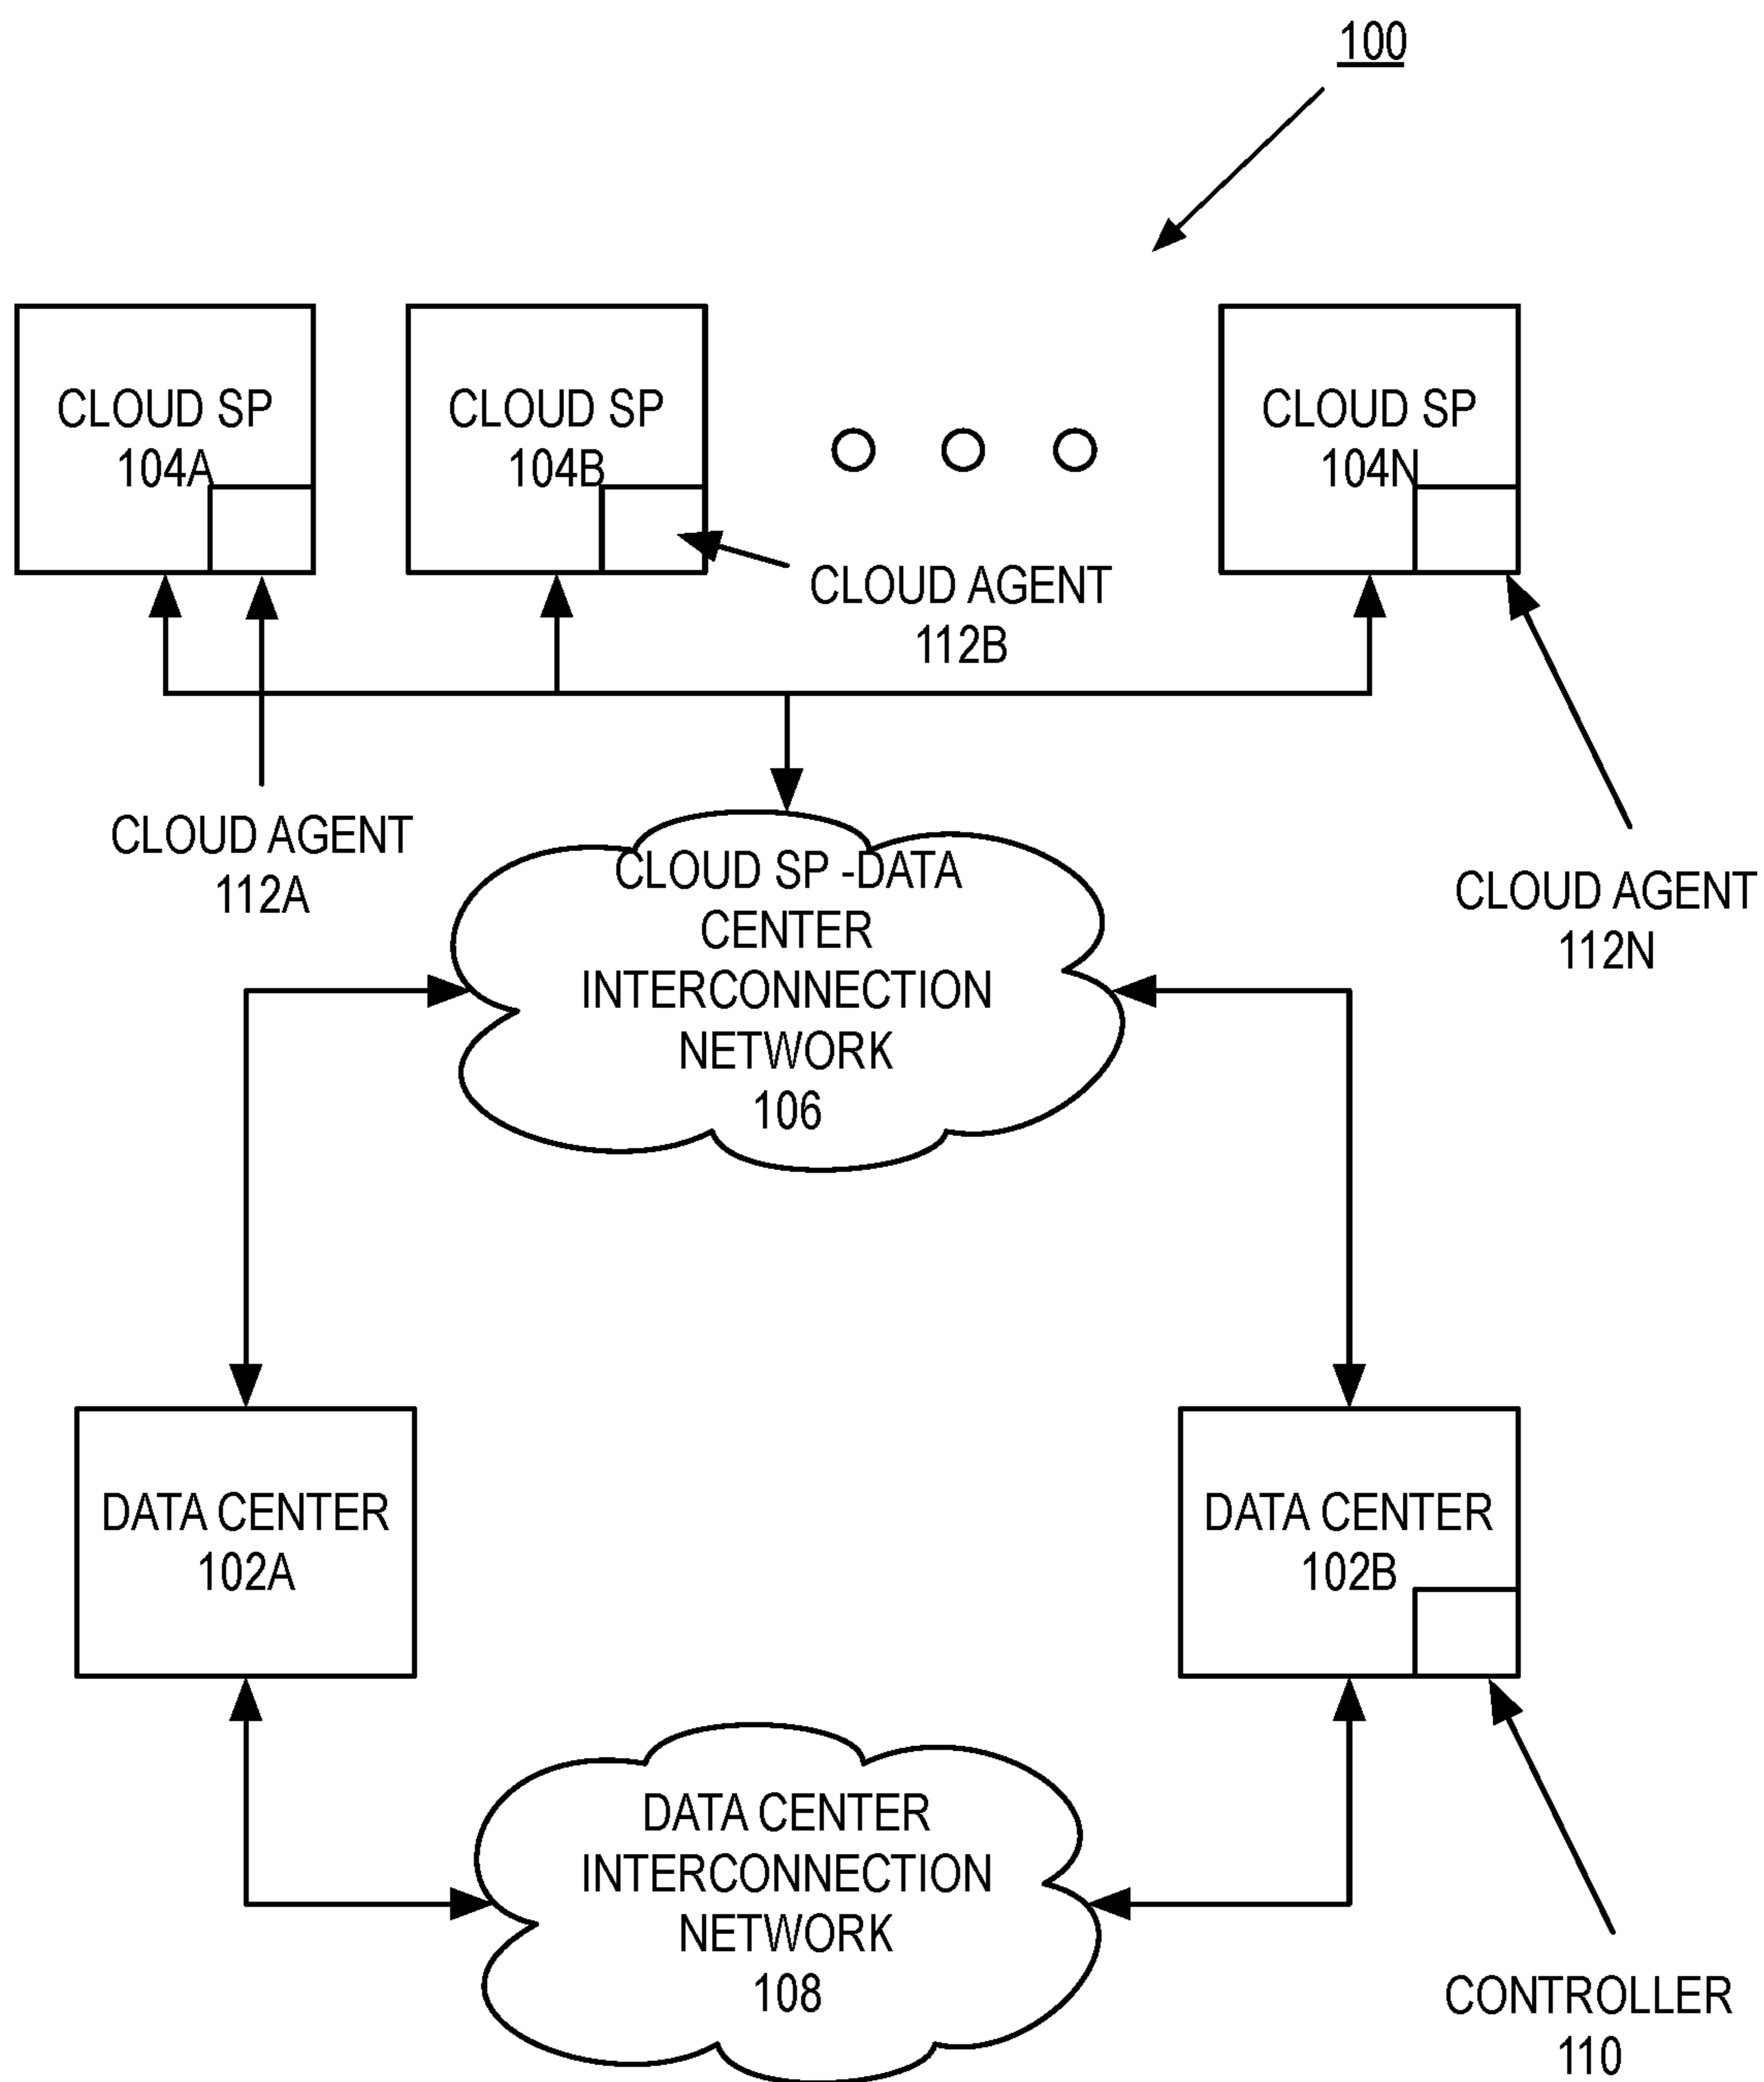 100
CLOUD SP
104A
CLOUD SP
104B
CLOUD SP
104N
CLOUD AGENT
112B
CLOUD AGENT
112A
CLOUD SP -DATA
CENTER
INTERCONNECTION
NETWORK
106
CLOUD AGENT
112N
DATA CENTER
102A
DATA CENTER
102B
DATA CENTER
INTERCONNECTION
NETWORK
108
CONTROLLER
110